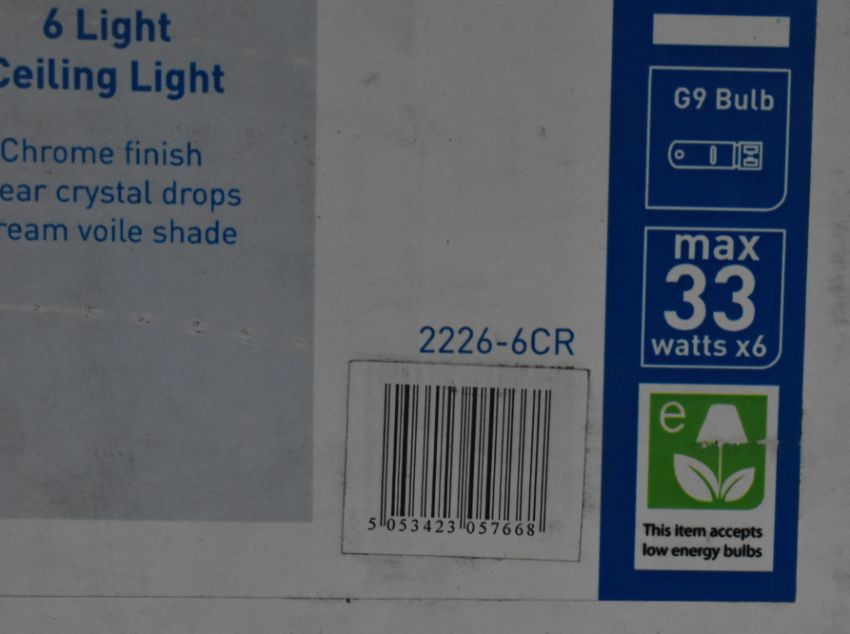 6 Light
Ceiling Light
Chrome finish
ear crystal drops
ream voile shade
2226-6CR
5 053423 057668
G9 Bulb
max
33
watts x6
e
This item accepts
low energy bulbs